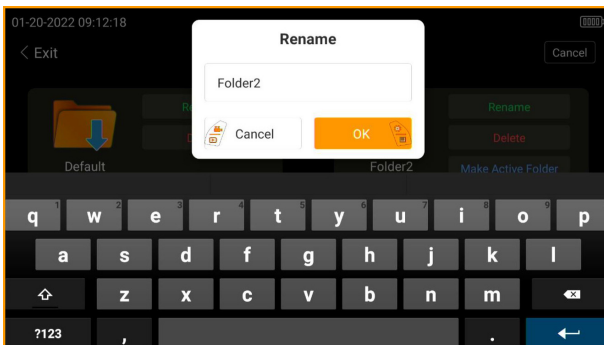 01-20-2022 09:12:18
< Exit
Cancel
Rename
Folder2
Cancel
OK
Rename
Delete
Default
Folder2
Make Active Folder
q 1 w 2 e 3 r 4 t 5 y 6 u 7 i 8 o 9 p
a s d f g h j k l
z x c v b n m
?123 , .